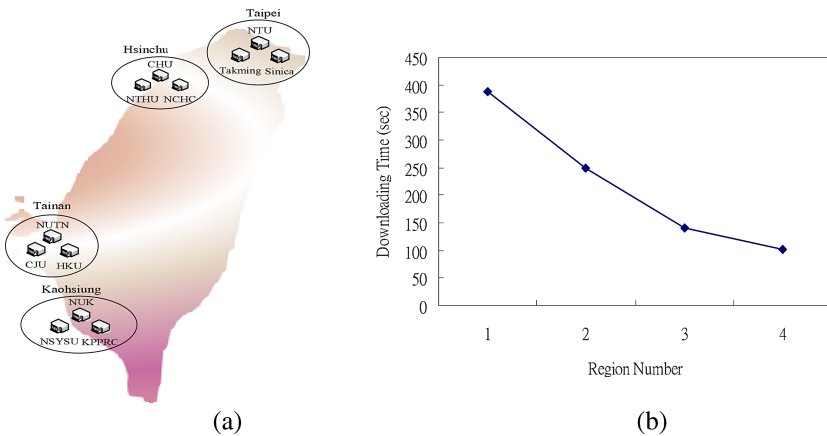 Taipei
NTU
Takming Sinica
Hsinchu
CHU
NTHU NCHC
Tainan
NUTN
CJU HKU
Kaohsiung
NUK
NSYSU KPPRC
(a)
Downloading Time (sec)
450
400
350
300
250
200
150
100
50
0
1 2 3 4
Region Number
(b)